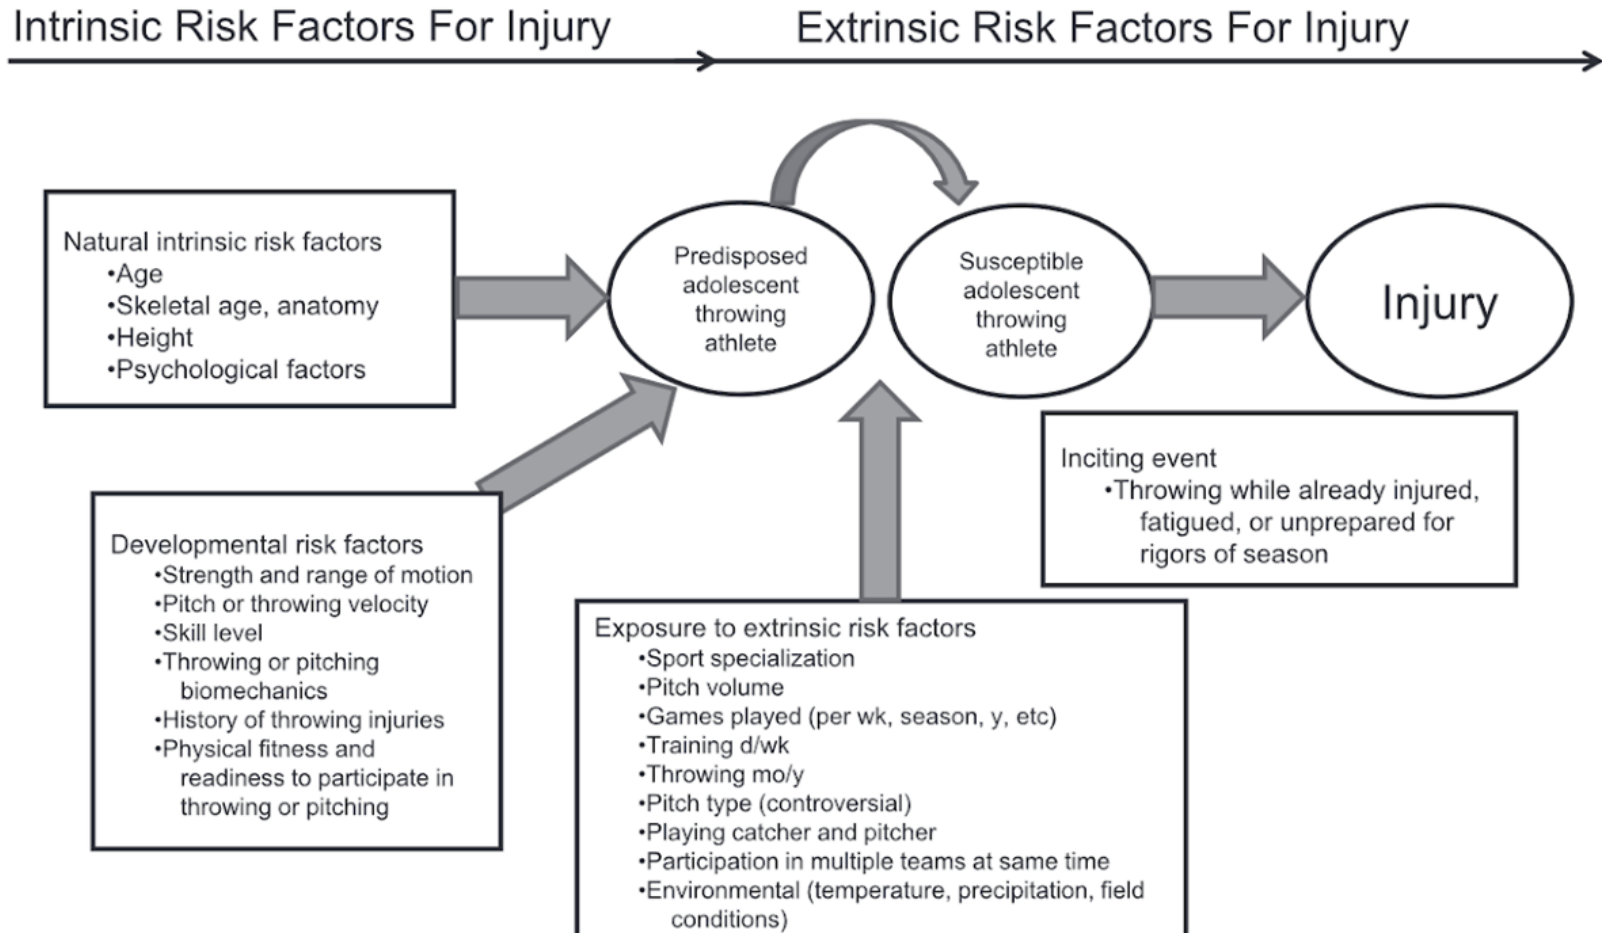 Intrinsic Risk Factors For Injury
Extrinsic Risk Factors For Injury
Natural intrinsic risk factors
•Age
•Skeletal age, anatomy
•Height
•Psychological factors
Predisposed
adolescent
throwing
athlete
Susceptible
adolescent
throwing
athlete
Injury
Inciting event
•Throwing while already injured,
fatigued, or unprepared for
rigors of season
Developmental risk factors
•Strength and range of motion
•Pitch or throwing velocity
•Skill level
•Throwing or pitching
biomechanics
•History of throwing injuries
•Physical fitness and
readiness to participate in
throwing or pitching
Exposure to extrinsic risk factors
•Sport specialization
•Pitch volume
•Games played (per wk, season, y, etc)
•Training d/wk
•Throwing mo/y
•Pitch type (controversial)
•Playing catcher and pitcher
•Participation in multiple teams at same time
•Environmental (temperature, precipitation, field
conditions)